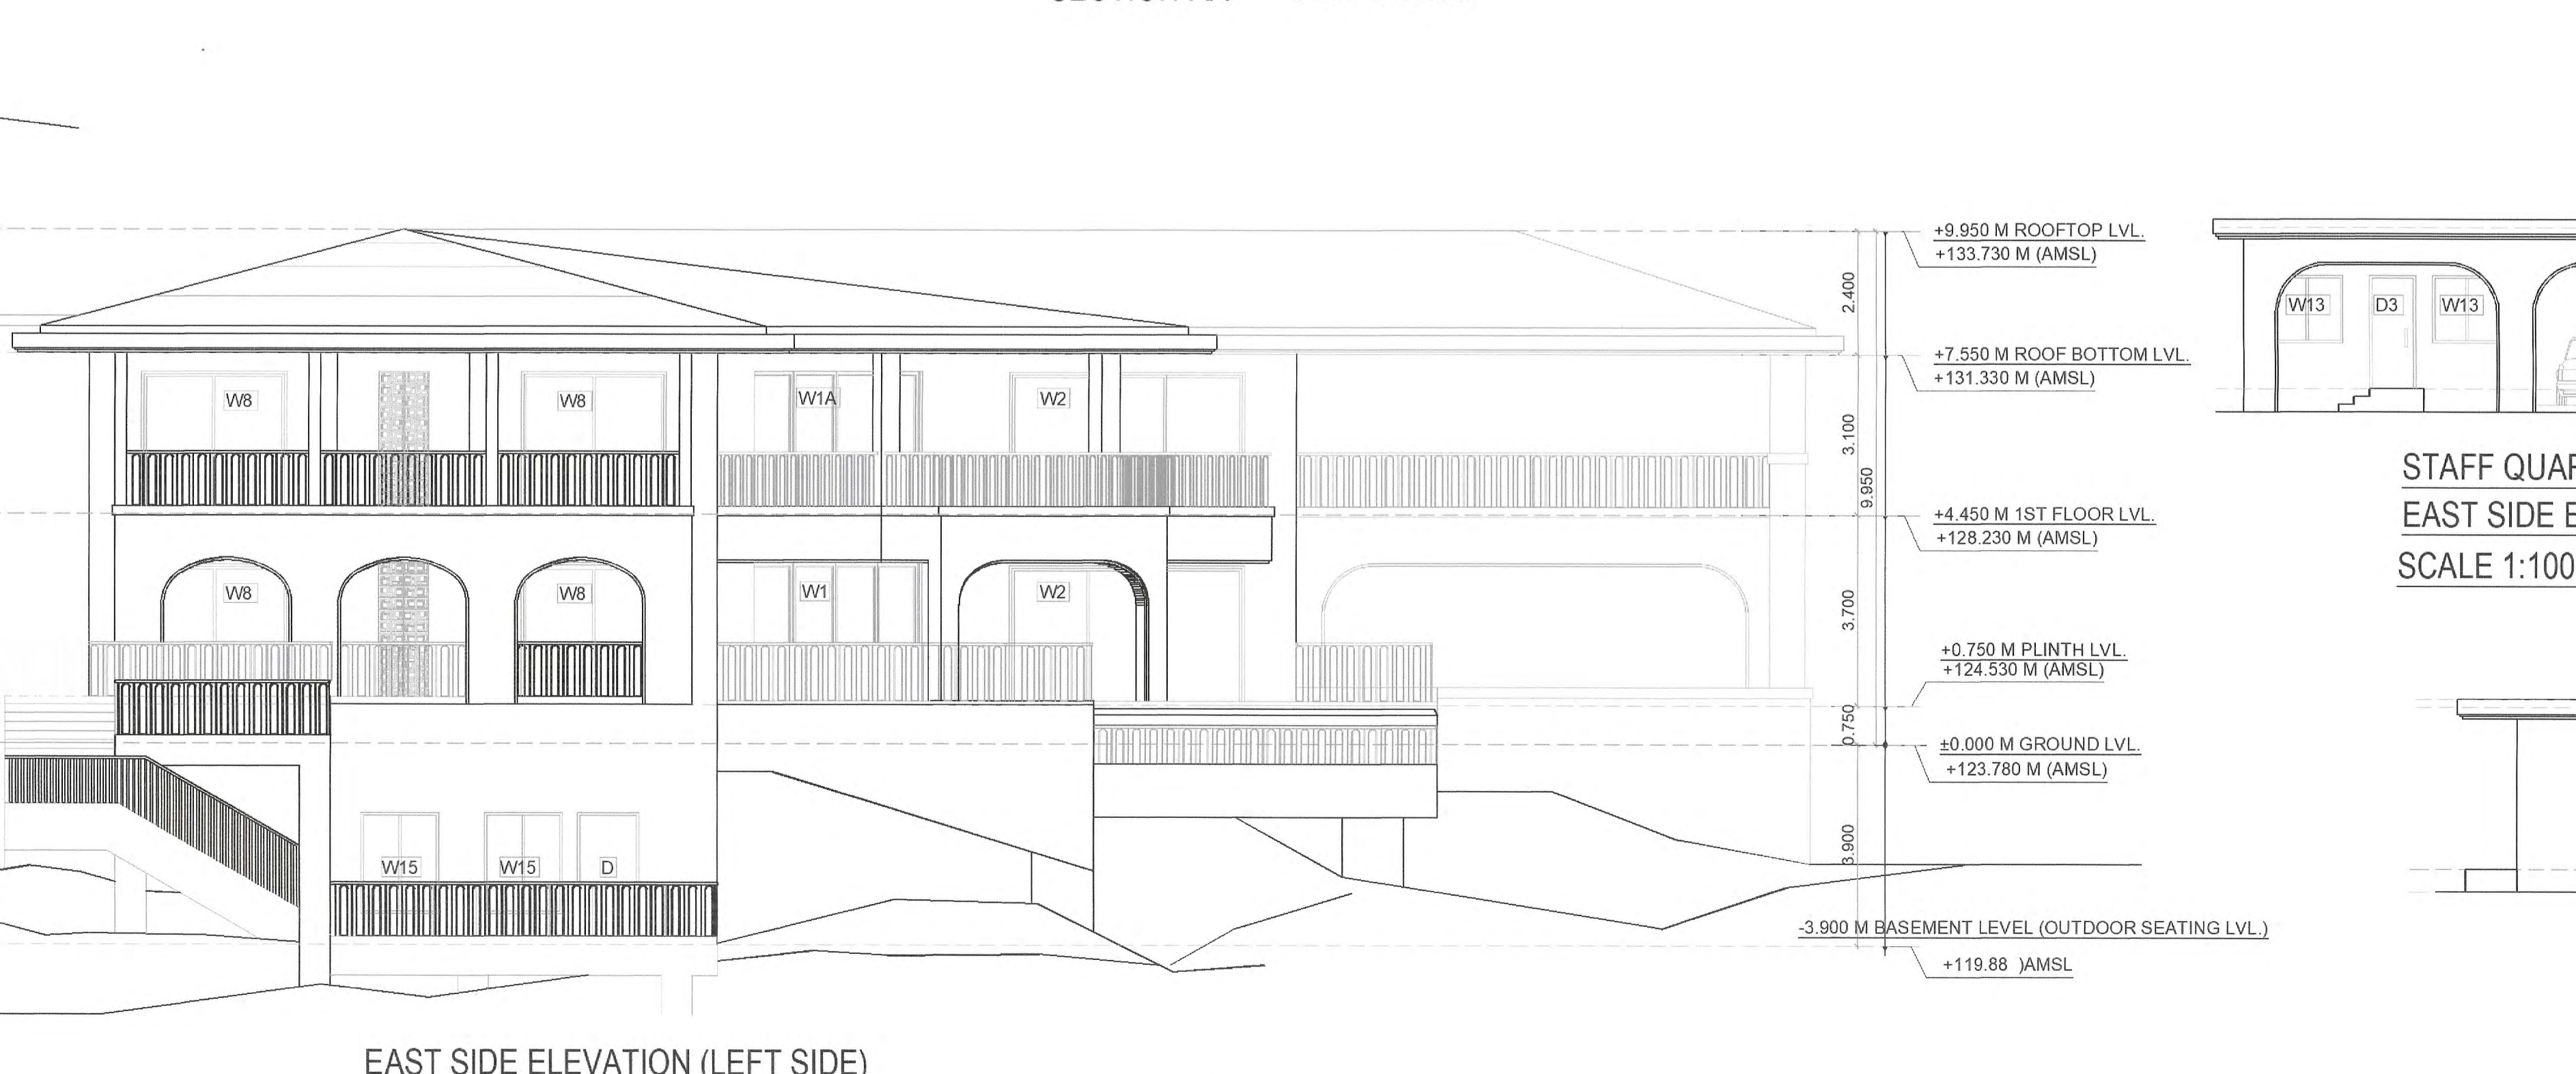 +9.950 M ROOFTOP LVL.
+133.730 M (AMSL)
2.400
W13
D3
W13
+7.550 M ROOF BOTTOM LVL.
+131.330 M (AMSL)
W8
W8
W1A
W2
3.100
9.950
STAFF QUAR
EAST SIDE E
SCALE 1:100
+4.450 M 1ST FLOOR LVL.
+128.230 M (AMSL)
W8
W8
W1
W2
3.700
+0.750 M PLINTH LVL.
+124.530 M (AMSL)
0.750
±0.000 M GROUND LVL.
+123.780 M (AMSL)
W15
W15
D
3.900
-3.900 M BASEMENT LEVEL (OUTDOOR SEATING LVL.)
+119.88 )AMSL
EAST SIDE ELEVATION (LEFT SIDE)